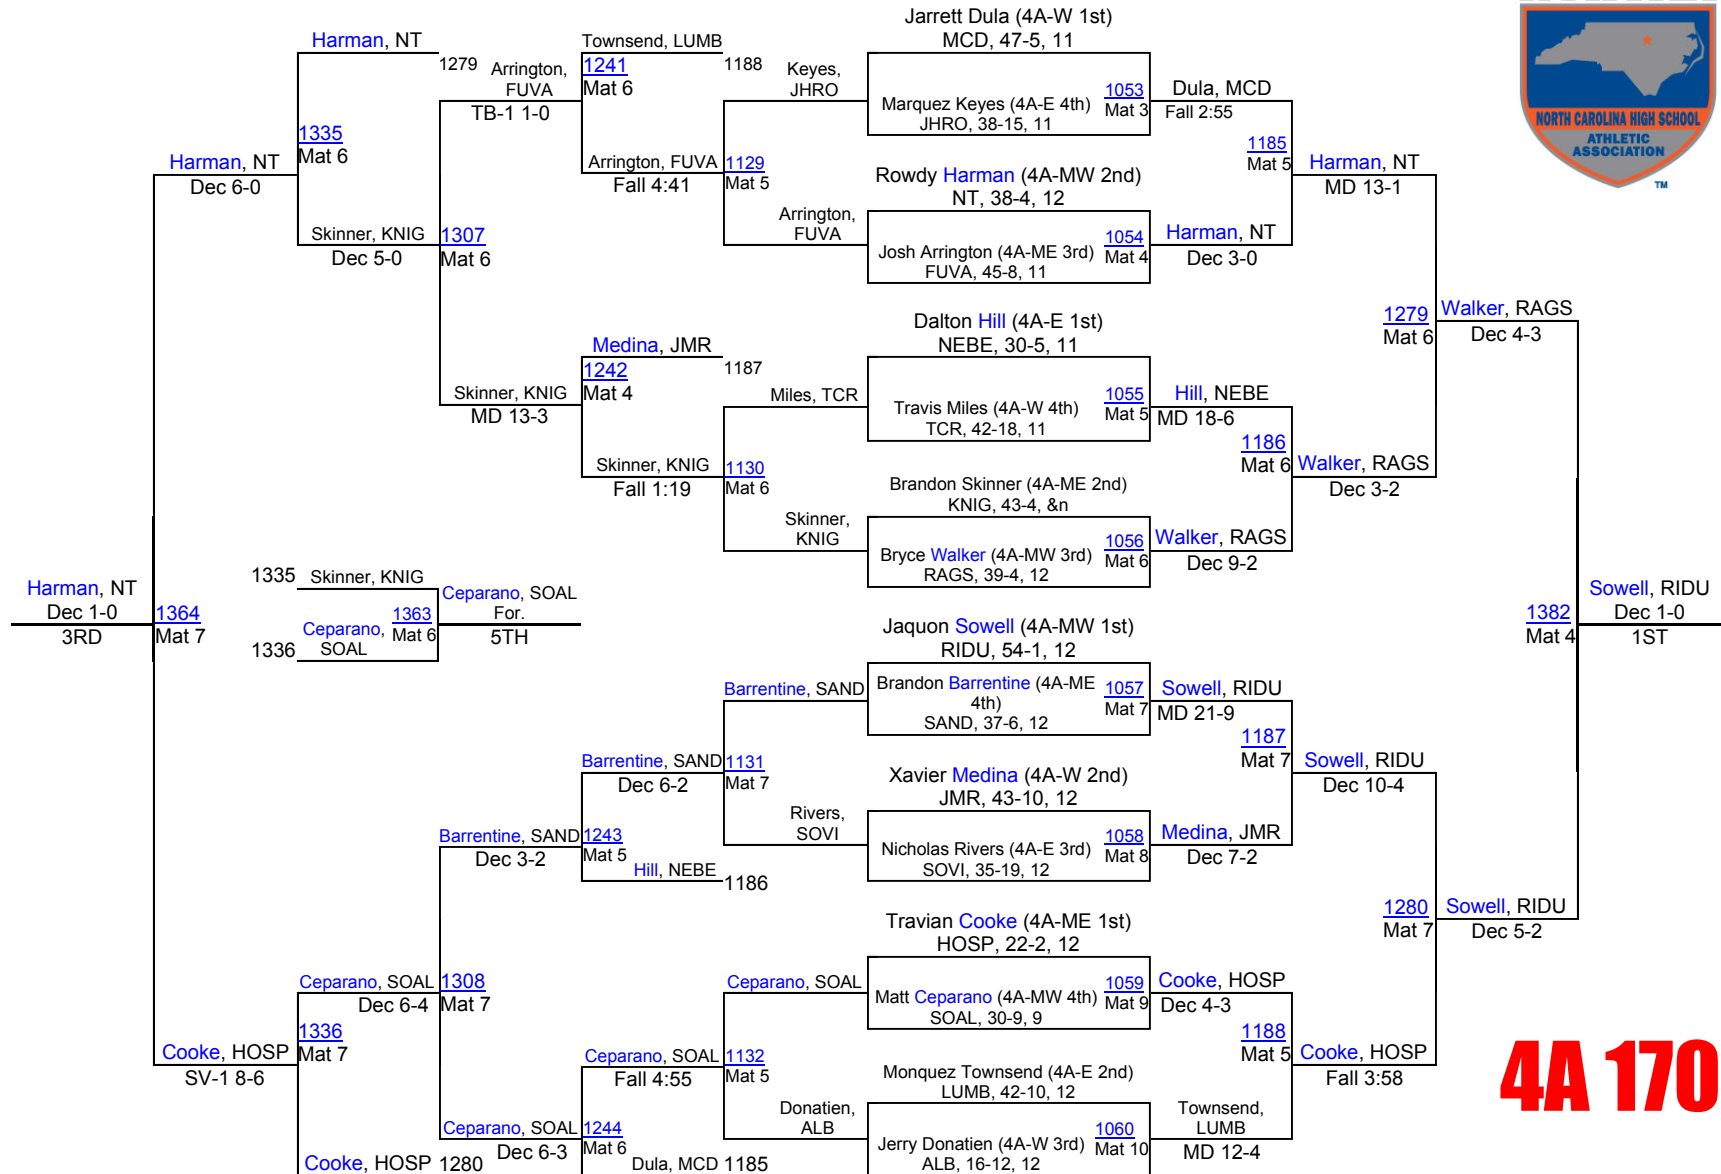 Jarrett Dula (4A-W 1st)
MCD, 47-5, 11
Harman, NT
1279
Arrington,
FUVA
TB-1 1-0
Townsend, LUMB
1241
Mat 6
1188
Keyes,
JHRO
Marquez Keyes (4A-E 4th)
JHRO, 38-15, 11
1053
Mat 3
Dula, MCD
Fall 2:55
NORTH CAROLINA HIGH SCHOOL
ATHLETIC
ASSOCIATION
TM
1335
Mat 6
Harman, NT
Dec 6-0
Arrington, FUVA
Fall 4:41
1129
Mat 5
Rowdy Harman (4A-MW 2nd)
NT, 38-4, 12
1185
Mat 5
Harman, NT
MD 13-1
Skinner, KNIG
Dec 5-0
1307
Mat 6
Arrington,
FUVA
Josh Arrington (4A-ME 3rd)
FUVA, 45-8, 11
1054
Mat 4
Harman, NT
Dec 3-0
Dalton Hill (4A-E 1st)
NEBE, 30-5, 11
1279
Mat 6
Walker, RAGS
Dec 4-3
Medina, JMR
1242
Mat 4
1187
Skinner, KNIG
MD 13-3
Miles, TCR
Travis Miles (4A-W 4th)
TCR, 42-18, 11
1055
Mat 5
Hill, NEBE
MD 18-6
Skinner, KNIG
Fall 1:19
1130
Mat 6
Brandon Skinner (4A-ME 2nd)
KNIG, 43-4, &n
1186
Mat 6
Walker, RAGS
Dec 3-2
Skinner,
KNIG
Bryce Walker (4A-MW 3rd)
RAGS, 39-4, 12
1056
Mat 6
Walker, RAGS
Dec 9-2
Harman, NT
Dec 1-0
3RD
1364
Mat 7
1335
Skinner, KNIG
1336
Ceparano,
SOAL
1363
Mat 6
Ceparano, SOAL
For.
5TH
Jaquon Sowell (4A-MW 1st)
RIDU, 54-1, 12
1382
Mat 4
Sowell, RIDU
Dec 1-0
1ST
Barrentine, SAND
Brandon Barrentine (4A-ME
4th)
SAND, 37-6, 12
1057
Mat 7
Sowell, RIDU
MD 21-9
Barrentine, SAND
Dec 6-2
1131
Mat 7
Xavier Medina (4A-W 2nd)
JMR, 43-10, 12
1187
Mat 7
Sowell, RIDU
Dec 10-4
Barrentine, SAND
Dec 3-2
1243
Mat 5
Hill, NEBE
1186
Rivers,
SOVI
Nicholas Rivers (4A-E 3rd)
SOVI, 35-19, 12
1058
Mat 8
Medina, JMR
Dec 7-2
Travian Cooke (4A-ME 1st)
HOSP, 22-2, 12
1280
Mat 7
Sowell, RIDU
Dec 5-2
Ceparano, SOAL
Dec 6-4
1308
Mat 7
Ceparano, SOAL
Matt Ceparano (4A-MW 4th)
SOAL, 30-9, 9
1059
Mat 9
Cooke, HOSP
Dec 4-3
1336
Mat 7
Cooke, HOSP
SV-1 8-6
Ceparano, SOAL
Fall 4:55
1132
Mat 5
Monquez Townsend (4A-E 2nd)
LUMB, 42-10, 12
1188
Mat 5
Cooke, HOSP
Fall 3:58
Ceparano, SOAL
Dec 6-3
1244
Mat 6
Donatien,
ALB
Jerry Donatien (4A-W 3rd)
ALB, 16-12, 12
1060
Mat 10
Townsend,
LUMB
MD 12-4
Cooke, HOSP 1280
Dula, MCD 1185
4A 170